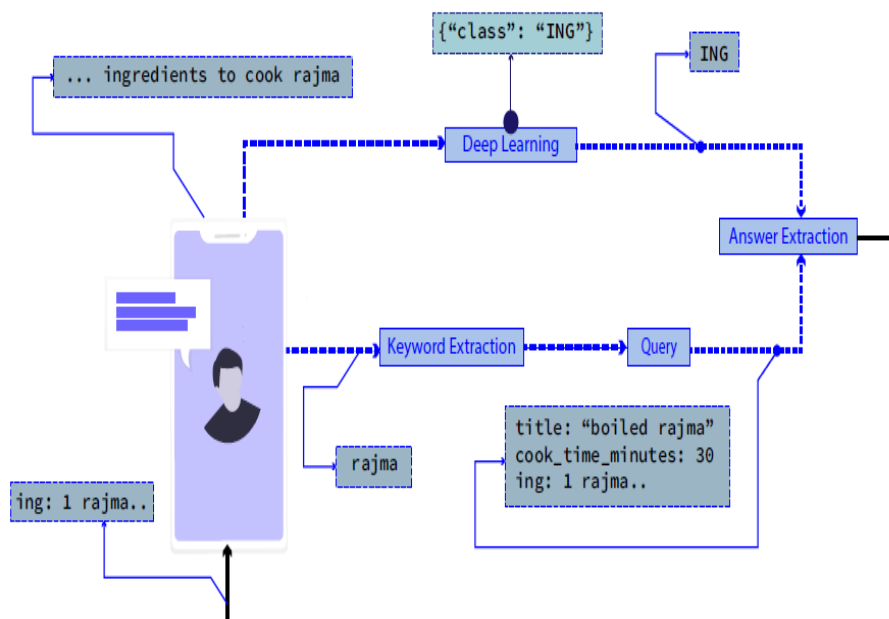 {“class”: “ING”}
ING
... ingredients to cook rajma
Deep Learning
Answer Extraction
Keyword Extraction
Query
title: “boiled rajma”
cook_time_minutes: 30
ing: 1 rajma..
rajma
ing: 1 rajma..